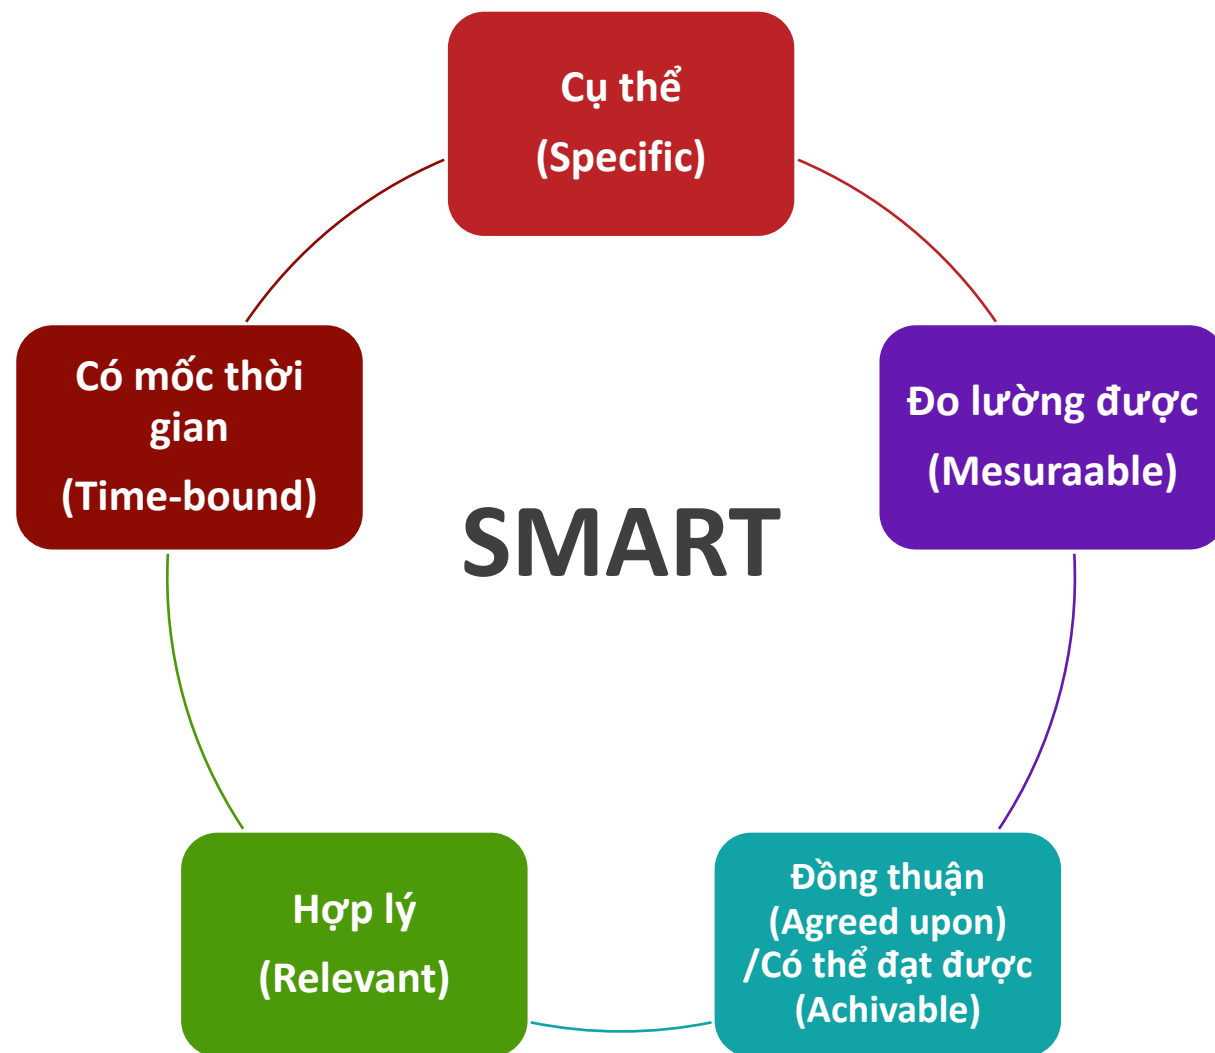 Cụ thể
(Specific)
Đo lường được
(Mesuraable)
Đồng thuận
(Agreed upon)
/Có thể đạt được
(Achivable)
Hợp lý
(Relevant)
Có mốc thời
gian
(Time-bound)
SMART